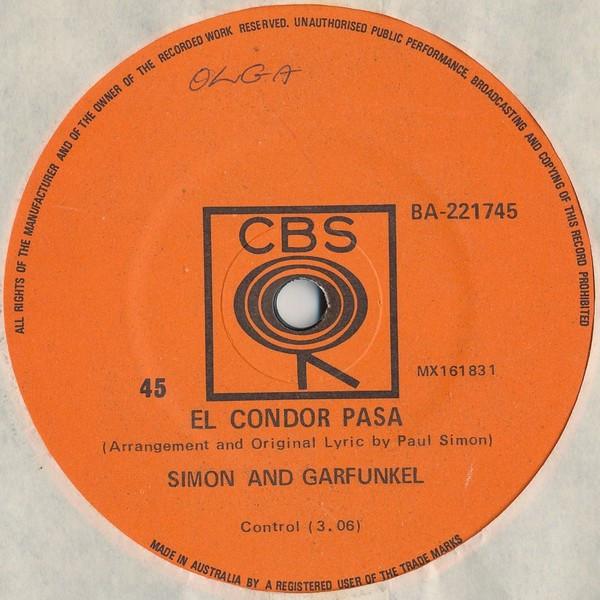 ALL RIGHTS OF THE MANUFACTURER AND OF THE OWNER OF THE RECORDED WORK RESERVED. UNAUTHORISED PUBLIC PERFORMANCE, BROADCASTING AND COPYING OF THIS RECORD PROHIBITED
OLGA
BA-221745
CBS
MX161831
45
EL CONDOR PASA
(Arrangement and Original Lyric by Paul Simon)
SIMON AND GARFUNKEL
Control (3.06)
MADE IN AUSTRALIA BY A REGISTERED USER OF THE TRADE MARKS